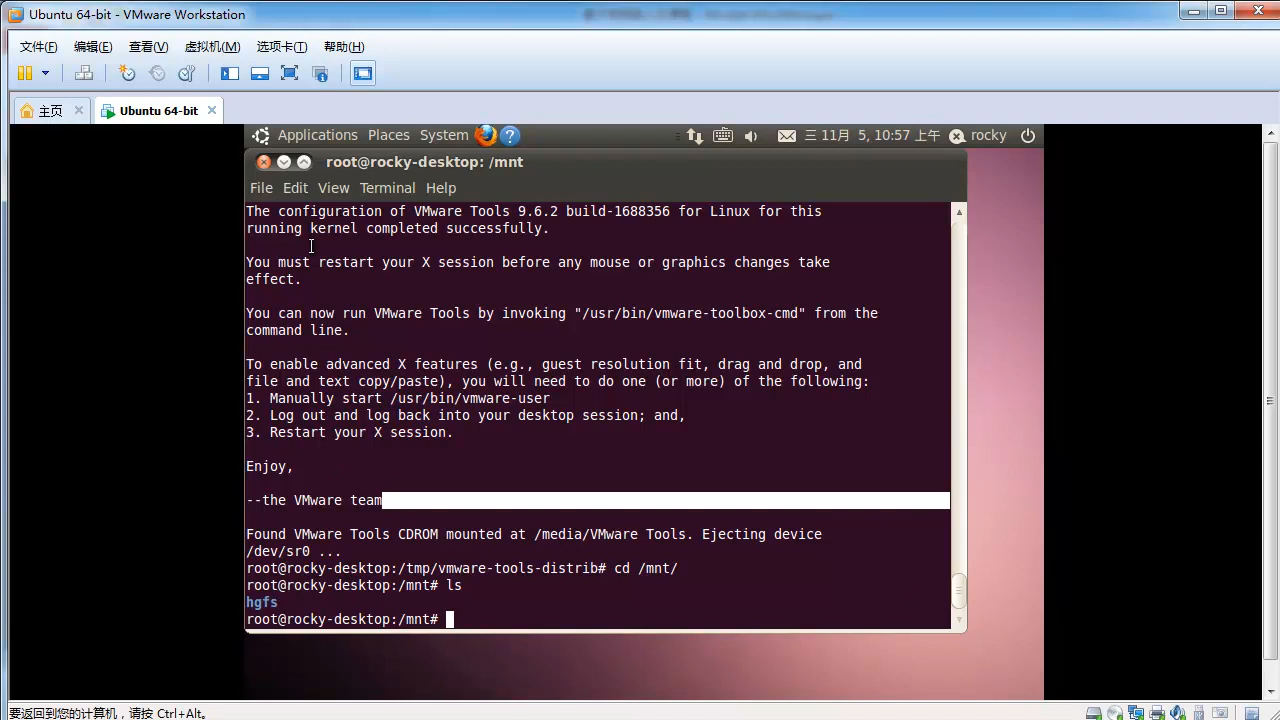 Ubuntu 64-bit - VMware Workstation
文件(F) 编辑(E) 查看(V) 虚拟机(M) 选项卡(T) 帮助(H)
主页 Ubuntu 64-bit
Applications Places System 三 11月 5, 10:57 上午 rocky
root@rocky-desktop: /mnt
File Edit View Terminal Help
The configuration of VMware Tools 9.6.2 build-1688356 for Linux for this
running kernel completed successfully.
You must restart your X session before any mouse or graphics changes take
effect.
You can now run VMware Tools by invoking "/usr/bin/vmware-toolbox-cmd" from the
command line.
To enable advanced X features (e.g., guest resolution fit, drag and drop, and
file and text copy/paste), you will need to do one (or more) of the following:
1. Manually start /usr/bin/vmware-user
2. Log out and log back into your desktop session; and,
3. Restart your X session.
Enjoy,
--the VMware team
Found VMware Tools CDROM mounted at /media/VMware Tools. Ejecting device
/dev/sr0 ...
root@rocky-desktop:/tmp/vmware-tools-distrib# cd /mnt/
root@rocky-desktop:/mnt# ls
hgfs
root@rocky-desktop:/mnt#
要返回到您的计算机，请按 Ctrl+Alt。